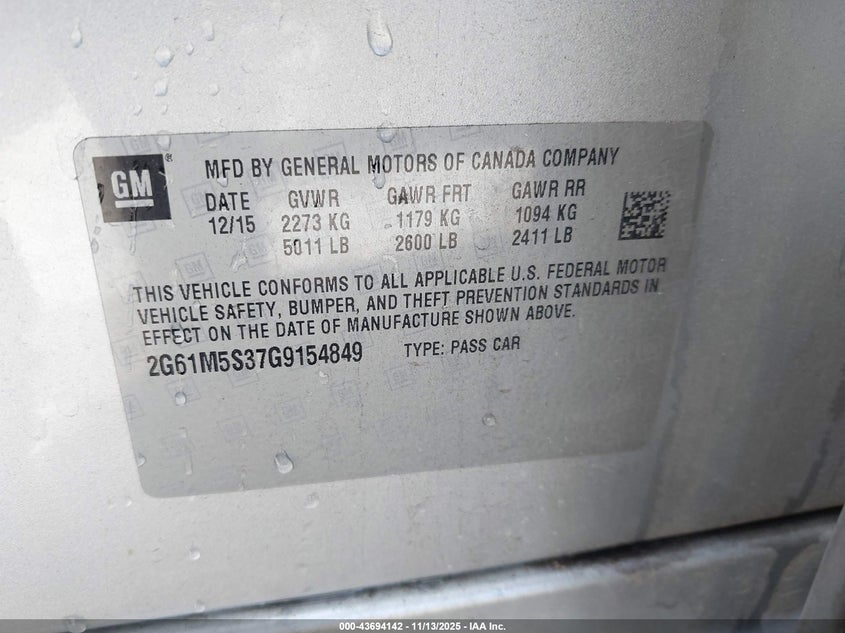 GM ®
MFD BY GENERAL MOTORS OF CANADA COMPANY
DATE GVWR GAWR FRT GAWR RR
12/15 2273 KG 1179 KG 1094 KG
5011 LB 2600 LB 2411 LB
THIS VEHICLE CONFORMS TO ALL APPLICABLE U.S. FEDERAL MOTOR
VEHICLE SAFETY, BUMPER, AND THEFT PREVENTION STANDARDS IN
EFFECT ON THE DATE OF MANUFACTURE SHOWN ABOVE.
2G61M5S37G9154849 TYPE: PASS CAR
000-43694142 - 11/13/2025 - IAA Inc.